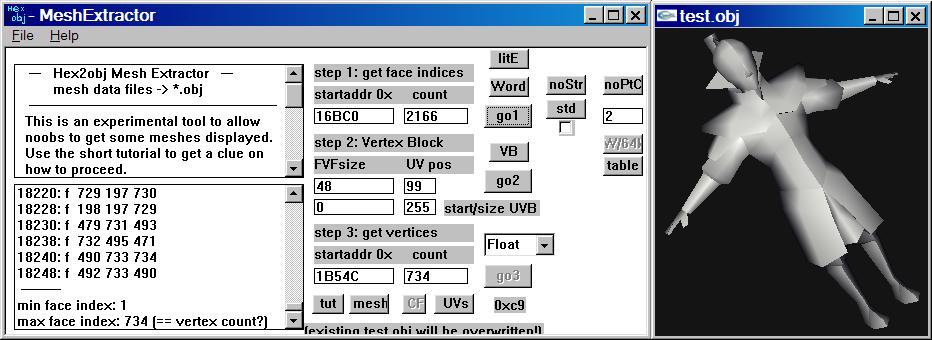 Hex
obj - MeshExtractor
File Help
— Hex2obj Mesh Extractor —
mesh data files -> *.obj
This is an experimental tool to allow
noobs to get some meshes displayed.
Use the short tutorial to get a clue on
how to proceed.
18220: f 729 197 730
18228: f 198 197 729
18230: f 479 731 493
18238: f 732 495 471
18240: f 490 733 734
18248: f 492 733 490
min face index: 1
max face index: 734 (== vertex count?)
step 1: get face indices
startaddr 0x count
16BC0 2166
step 2: Vertex Block
FVFsize UV pos
48 99
0 255 start/size UVB
step 3: get vertices
startaddr 0x count
1B54C 734
tut mesh CF UVs 0xc9
(existing test.obj will be overwritten!)
litE
Word noStr noPtC
go1 std 2
VB W/64k
go2 table
Float
go3
test.obj